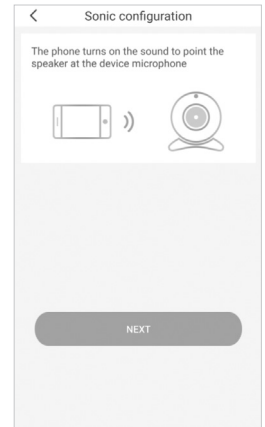 Sonic configuration
The phone turns on the sound to point the
speaker at the device microphone
NEXT